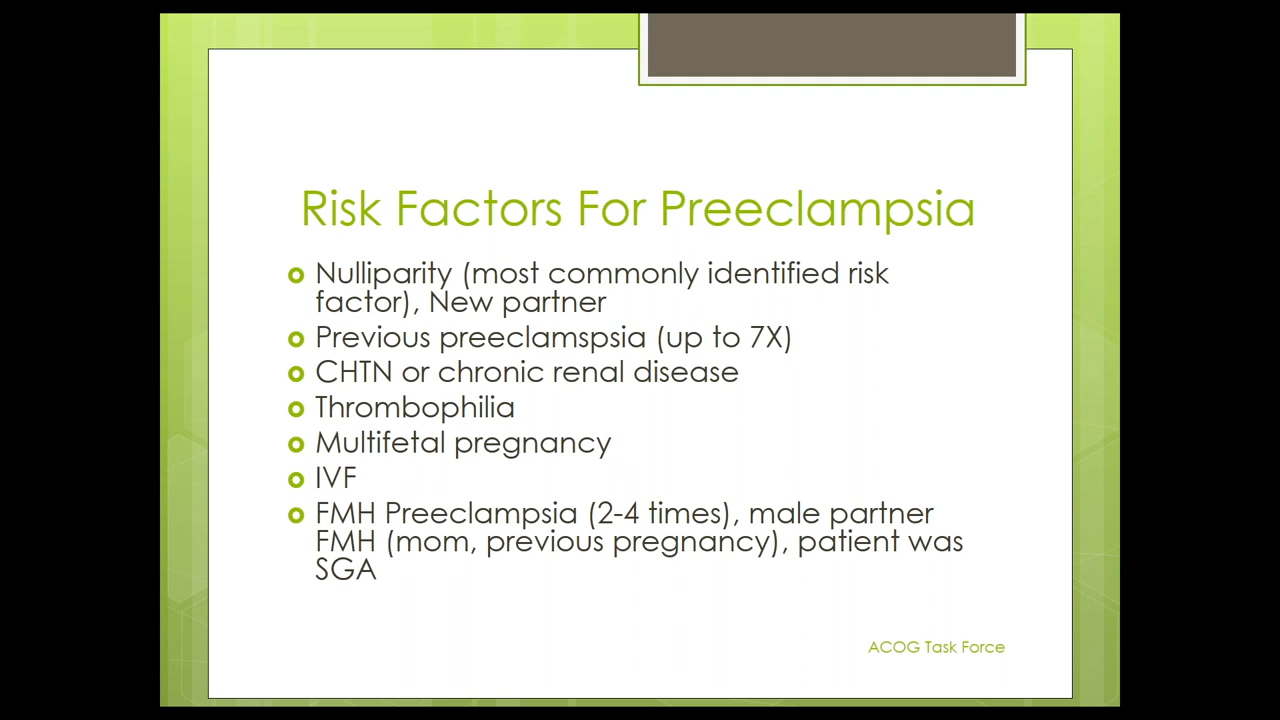 Risk Factors For Preeclampsia
Nulliparity (most commonly identified risk
factor), New partner
Previous preeclamspsia (up to 7X)
CHTN or chronic renal disease
Thrombophilia
Multifetal pregnancy
IVF
FMH Preeclampsia (2-4 times), male partner
FMH (mom, previous pregnancy), patient was
SGA
ACOG Task Force